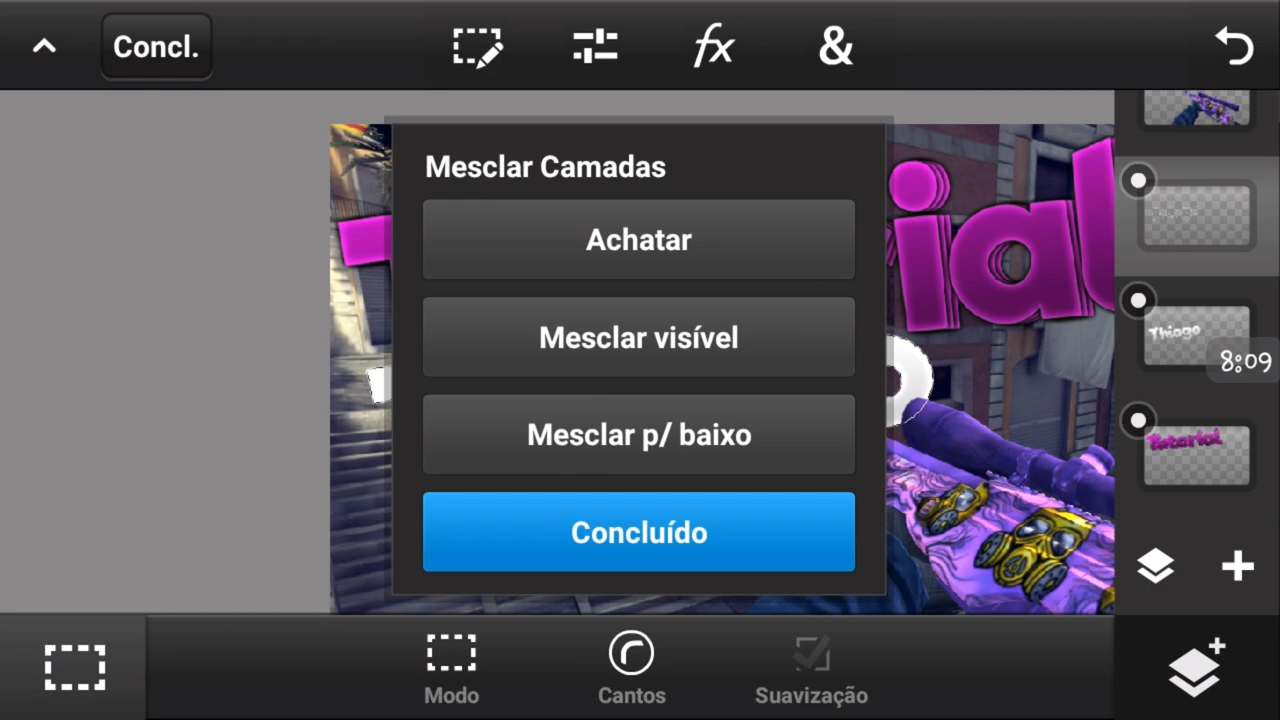 Concl.
fx
&
Mesclar Camadas
Achatar
Mesclar visível
Mesclar p/ baixo
Concluído
Thiago
8:09
Tutorial
Modo
Cantos
Suavização